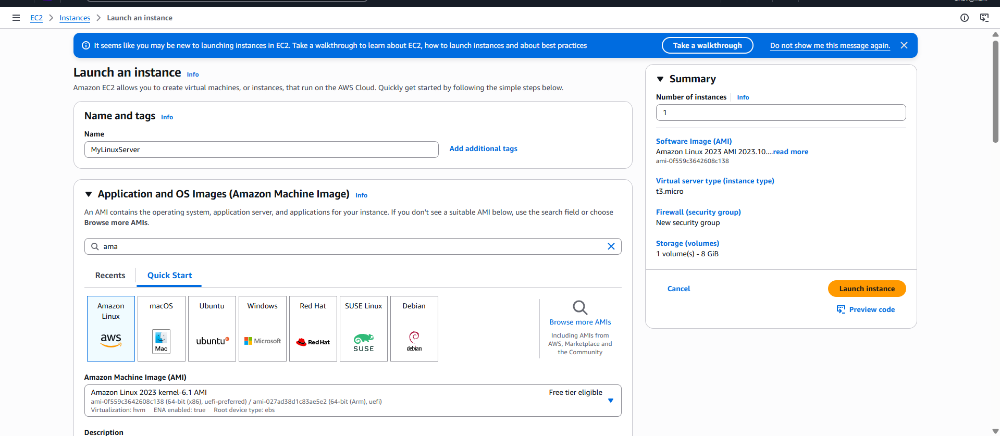 EC2 > Instances > Launch an instance
It seems like you may be new to launching instances in EC2. Take a walkthrough to learn about EC2, how to launch instances and about best practices
Take a walkthrough
Do not show me this message again.
Launch an instance Info
Amazon EC2 allows you to create virtual machines, or instances, that run on the AWS Cloud. Quickly get started by following the simple steps below.
Name and tags Info
Name
MyLinuxServer
Add additional tags
Application and OS Images (Amazon Machine Image) Info
An AMI contains the operating system, application server, and applications for your instance. If you don't see a suitable AMI below, use the search field or choose
Browse more AMIs.
ama
Recents
Quick Start
Amazon
Linux
aws
macOS
Mac
Ubuntu
ubuntu
Windows
Microsoft
Red Hat
Red Hat
SUSE Linux
SUSE
Debian
debian
Browse more AMIs
Including AMIs from
AWS, Marketplace and
the Community
Amazon Machine Image (AMI)
Amazon Linux 2023 kernel-6.1 AMI
Free tier eligible
ami-0f559c3642608c138 (64-bit (x86), uefi-preferred) / ami-027ad38d1c83ae5e2 (64-bit (Arm), uefi)
Virtualization: hvm ENA enabled: true Root device type: ebs
Description
Summary
Number of instances Info
1
Software Image (AMI)
Amazon Linux 2023 AMI 2023.10....read more
ami-0f559c3642608c138
Virtual server type (instance type)
t3.micro
Firewall (security group)
New security group
Storage (volumes)
1 volume(s) - 8 GiB
Cancel
Launch instance
Preview code